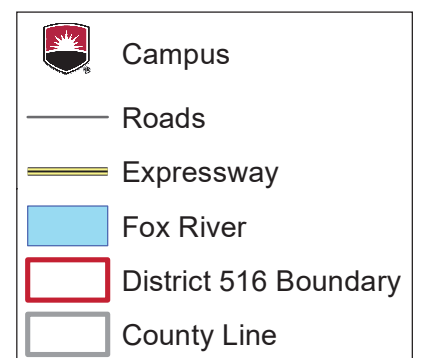 Campus
Roads
Expressway
Fox River
District 516 Boundary
County Line